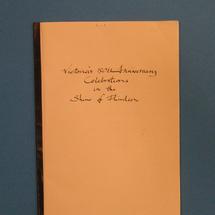 Victoria's 150th Anniversary
Celebrations
in the
Shire of Flinders